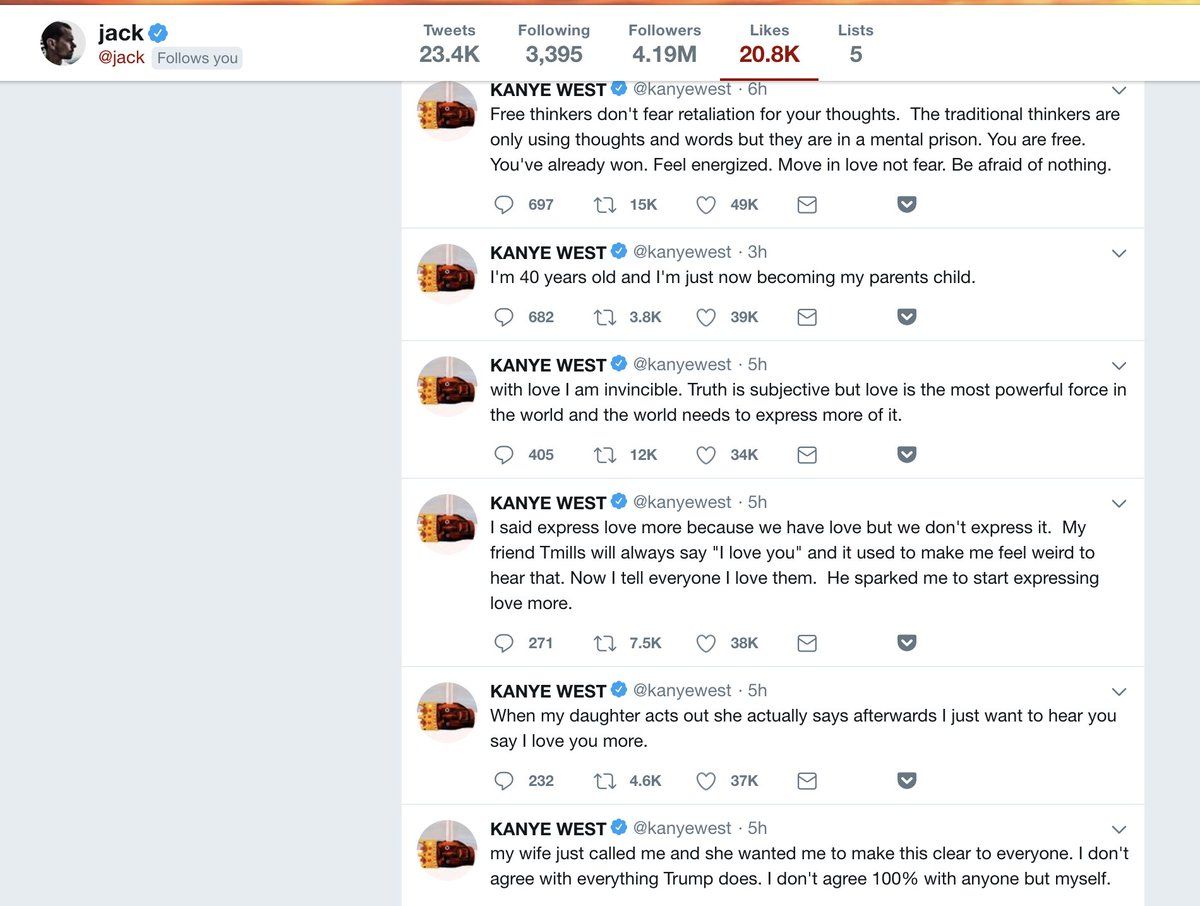 jack
@jack Follows you
Tweets Following Followers Likes Lists
23.4K 3,395 4.19M 20.8K 5
KANYE WEST @kanyewest · 6h
Free thinkers don't fear retaliation for your thoughts.  The traditional thinkers are
only using thoughts and words but they are in a mental prison. You are free.
You've already won. Feel energized. Move in love not fear. Be afraid of nothing.
697 15K 49K
KANYE WEST @kanyewest · 3h
I'm 40 years old and I'm just now becoming my parents child.
682 3.8K 39K
KANYE WEST @kanyewest · 5h
with love I am invincible. Truth is subjective but love is the most powerful force in
the world and the world needs to express more of it.
405 12K 34K
KANYE WEST @kanyewest · 5h
I said express love more because we have love but we don't express it.  My
friend Tmills will always say "I love you" and it used to make me feel weird to
hear that. Now I tell everyone I love them.  He sparked me to start expressing
love more.
271 7.5K 38K
KANYE WEST @kanyewest · 5h
When my daughter acts out she actually says afterwards I just want to hear you
say I love you more.
232 4.6K 37K
KANYE WEST @kanyewest · 5h
my wife just called me and she wanted me to make this clear to everyone. I don't
agree with everything Trump does. I don't agree 100% with anyone but myself.